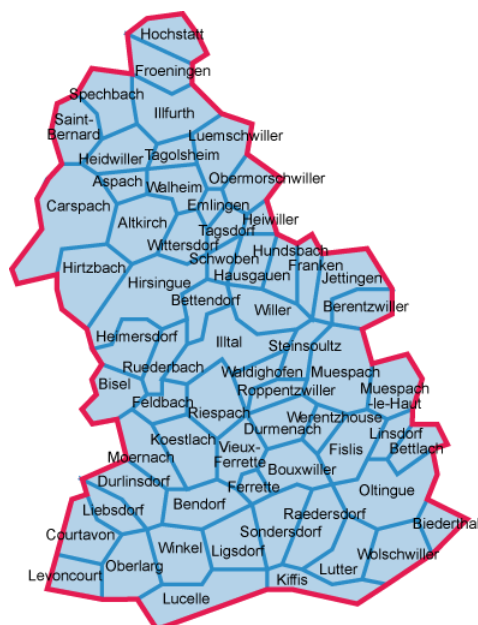 Hochstatt
Froeningen
Spechbach
Illfurth
Saint-
Bernard
Luemschwiller
Heidwiller
Tagolsheim
Aspach
Walheim
Obermorschwiller
Carspach
Emlingen
Altkirch
Heiwiller
Tagsdorf
Wittersdorf
Hundsbach
Schwoben
Hirtzbach
Franken
Hausgauen
Jettingen
Hirsingue
Bettendorf
Willer
Berentzwiller
Heimersdorf
Illtal
Steinsoultz
Ruederbach
Waldighofen
Muespach
Bisel
Roppentzwiller
Muespach
-le-Haut
Feldbach
Riespach
Werentzhouse
Durmenach
Linsdorf
Koestlach
Vieux-
Ferrette
Fislis
Bettlach
Moernach
Bouxwiller
Durlinsdorf
Ferrette
Oltingue
Liebsdorf
Bendorf
Raedersdorf
Biederthal
Courtavon
Sondersdorf
Winkel
Ligsdorf
Wolschwiller
Oberlarg
Lutter
Levoncourt
Kiffis
Lucelle